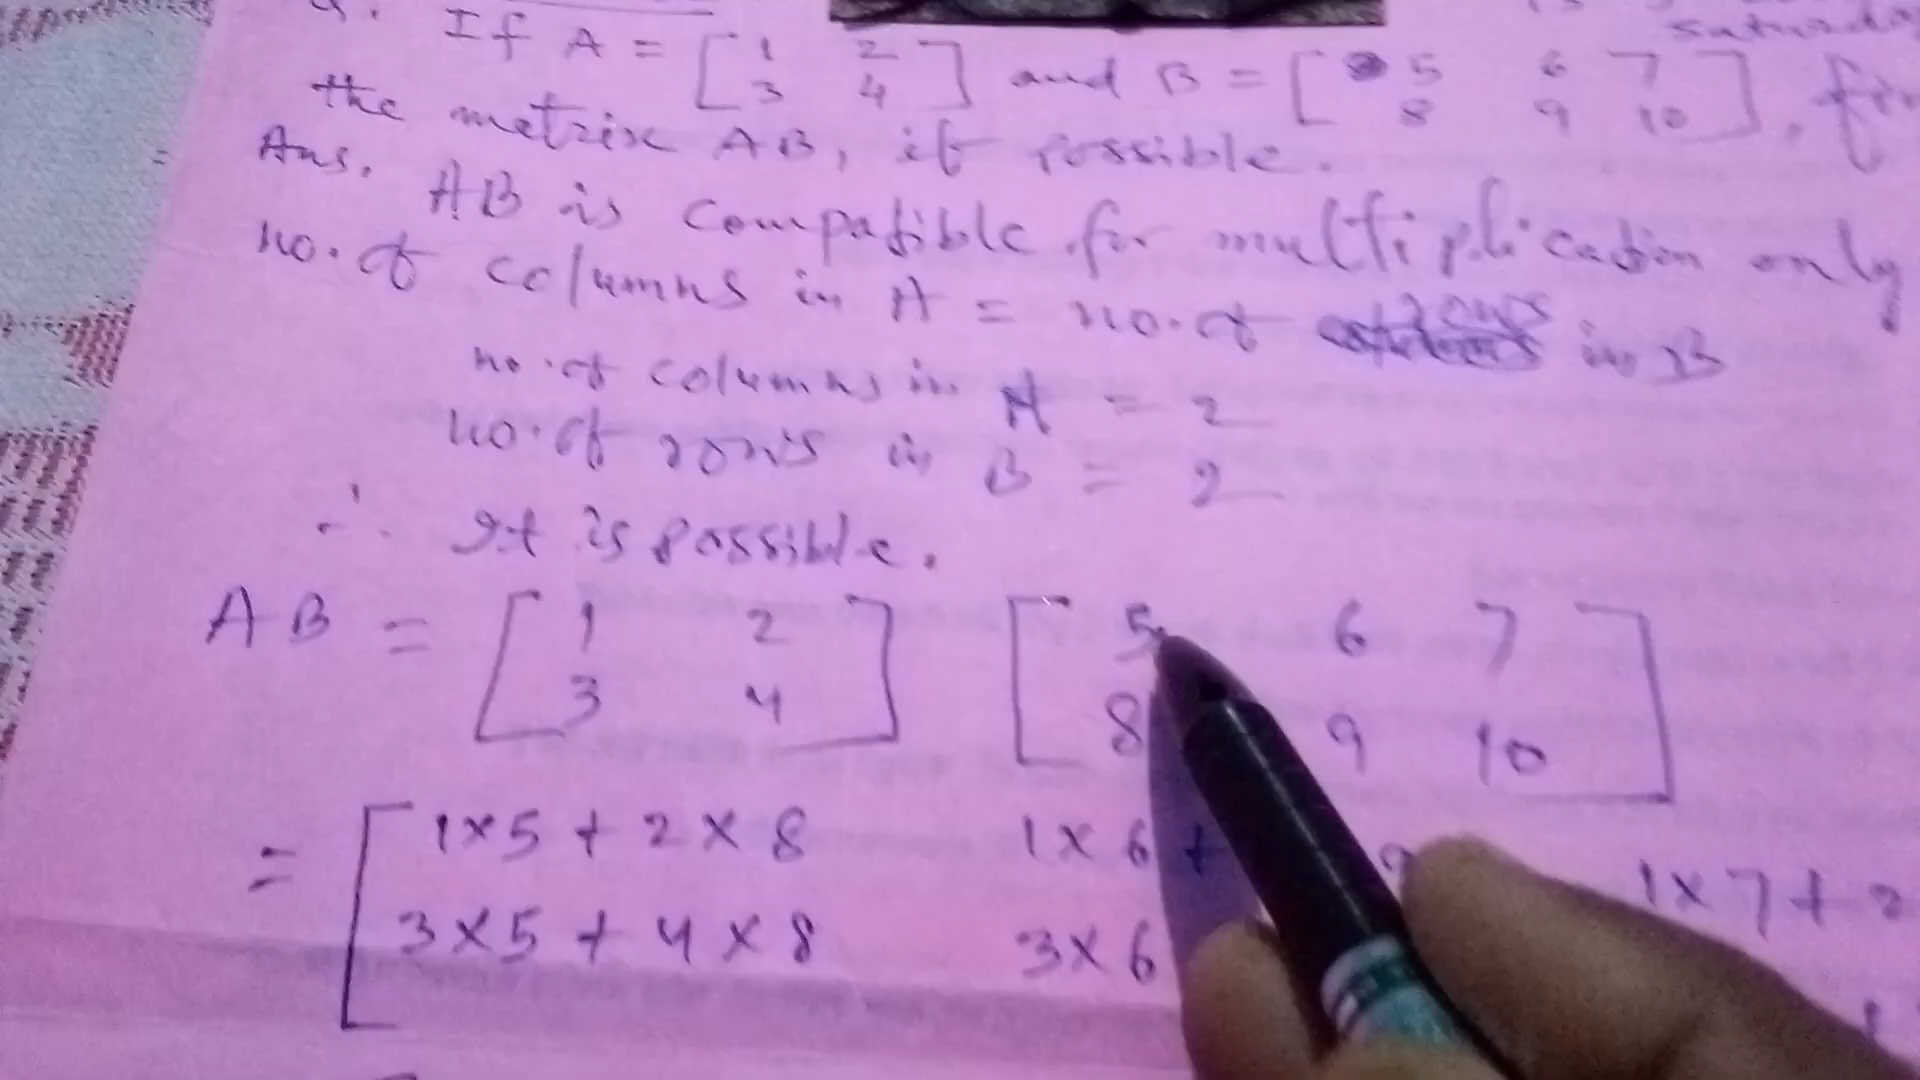 If A = [ 1 2 3 4 ] and B = [ 5 6 7 8 9 10 ],
the metrix AB, if possible.
Ans. AB is compatible for multiplication only
no. of columns in A = no. of rows in B
no. of columns in A = 2
no. of rows in B = 2
∴ It is possible.
AB = [ 1 2 3 4 ] [ 5 6 7 8 9 10 ]
= [ 1×5 + 2×8 1×6 + 9 1×7 + 2
3×5 + 4×8 3×6